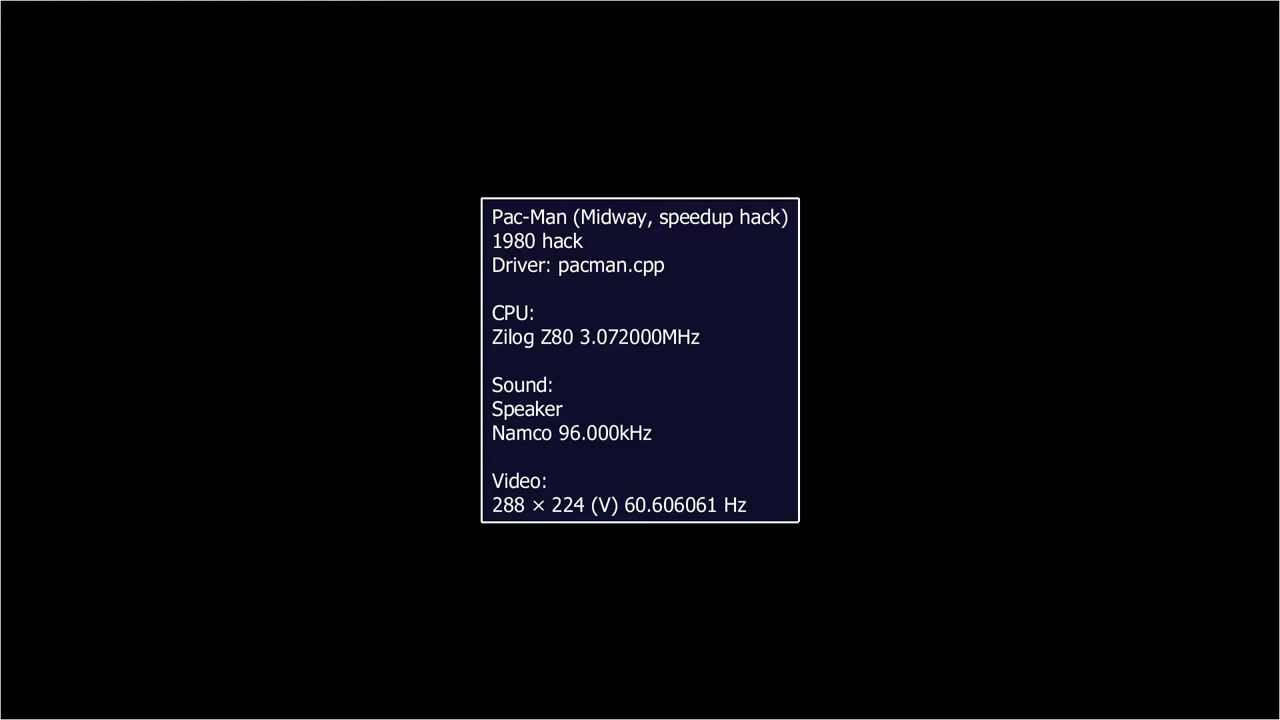 Pac-Man (Midway, speedup hack)
1980 hack
Driver: pacman.cpp
CPU:
Zilog Z80 3.072000MHz
Sound:
Speaker
Namco 96.000kHz
Video:
288 × 224 (V) 60.606061 Hz